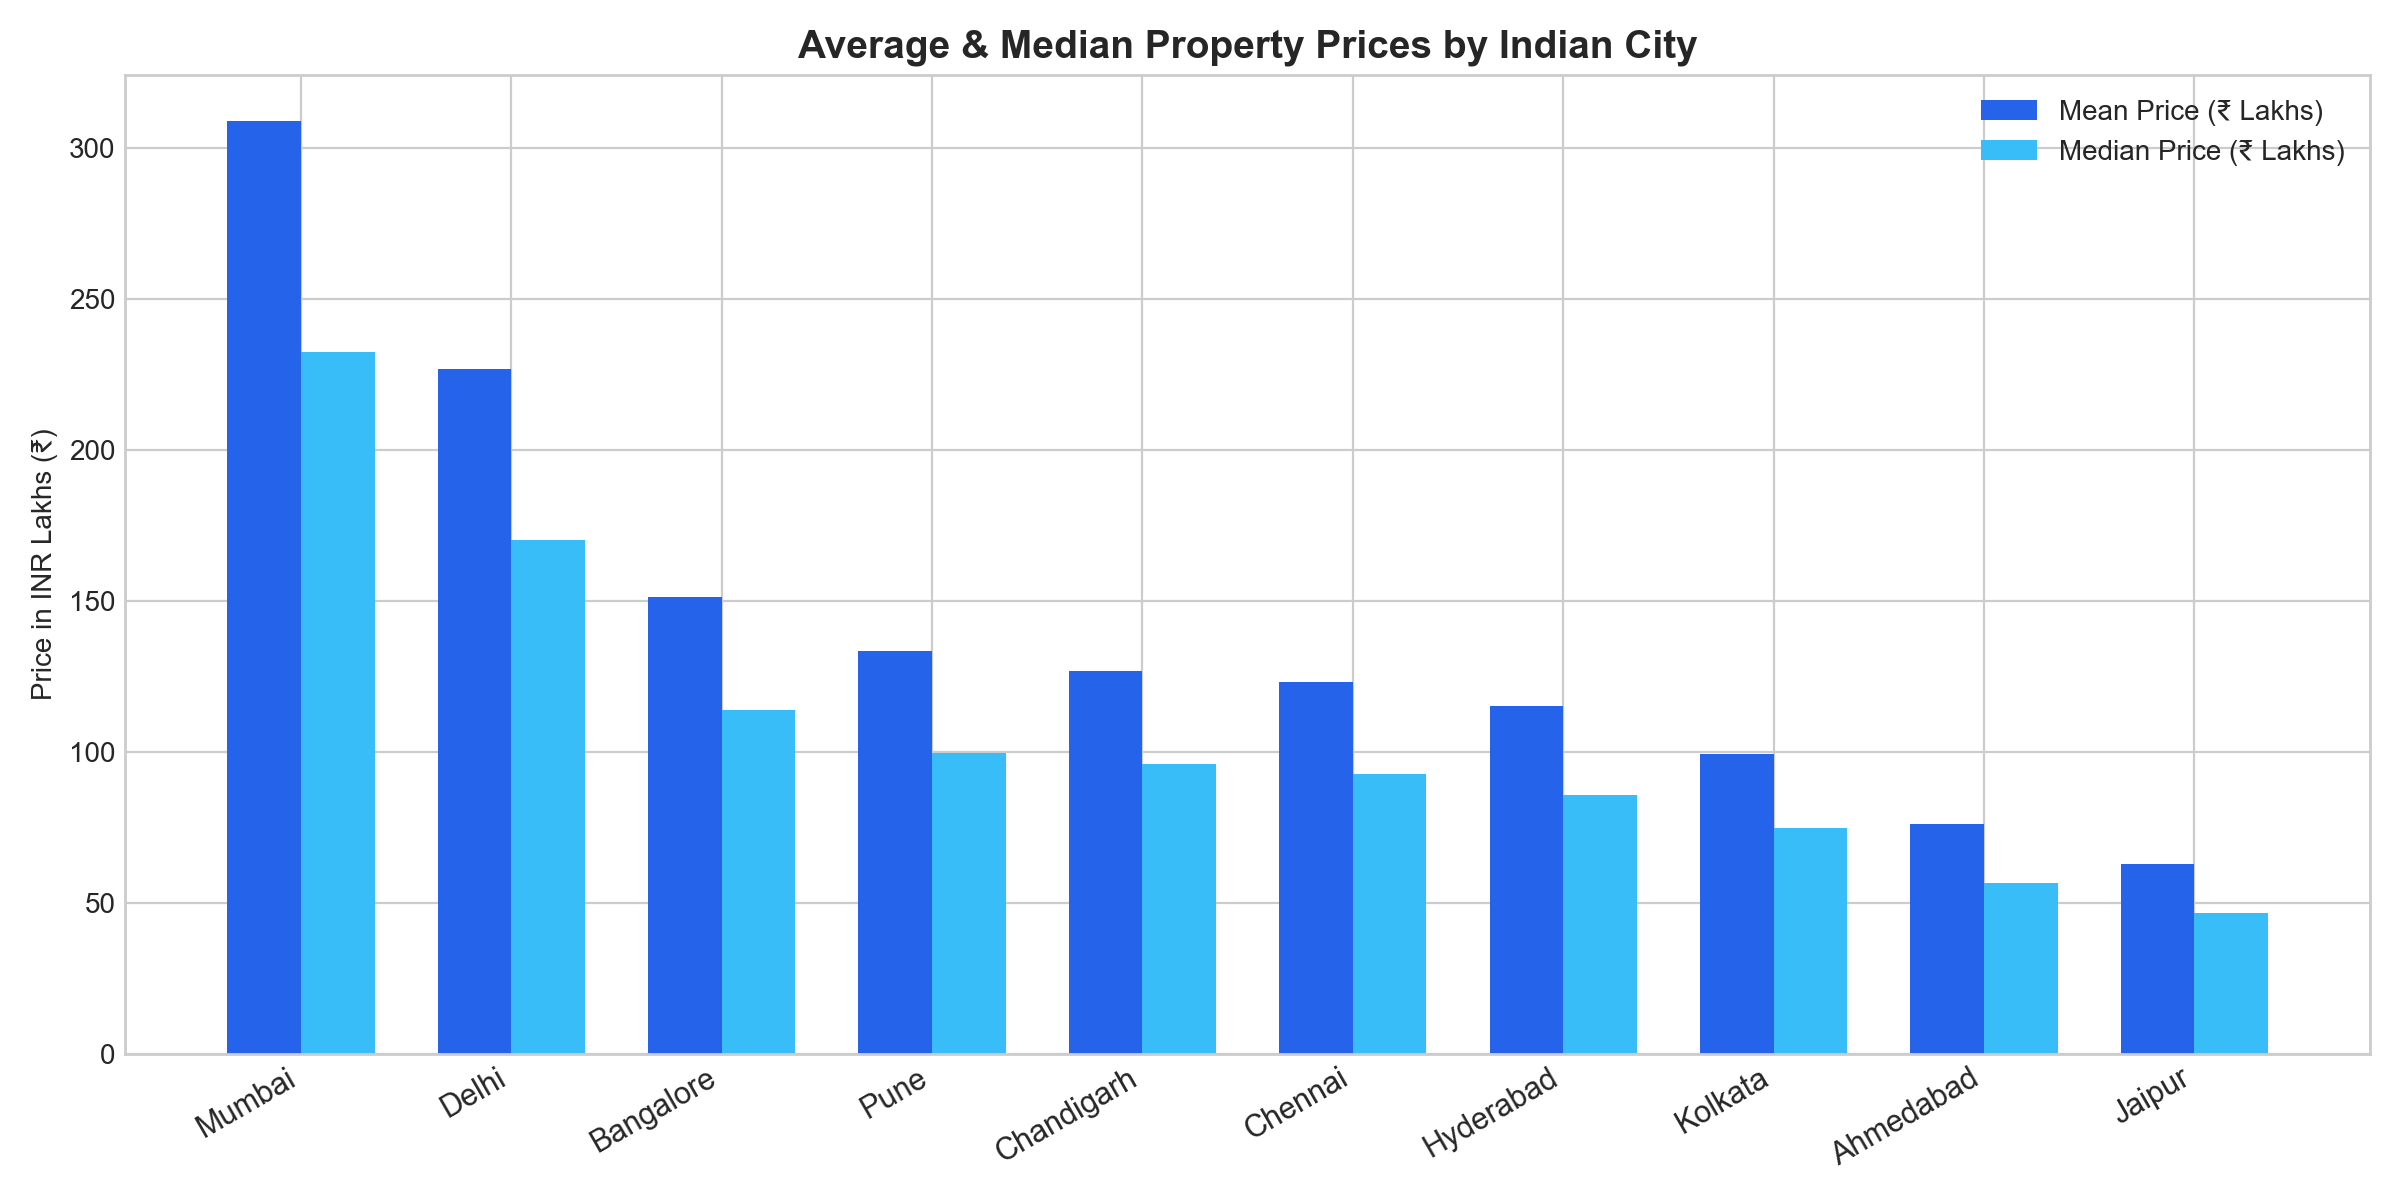 Average & Median Property Prices by Indian City
Mean Price (₹ Lakhs)
Median Price (₹ Lakhs)
Price in INR Lakhs (₹)
300
250
200
150
100
50
0
Mumbai
Delhi
Bangalore
Pune
Chandigarh
Chennai
Hyderabad
Kolkata
Ahmedabad
Jaipur